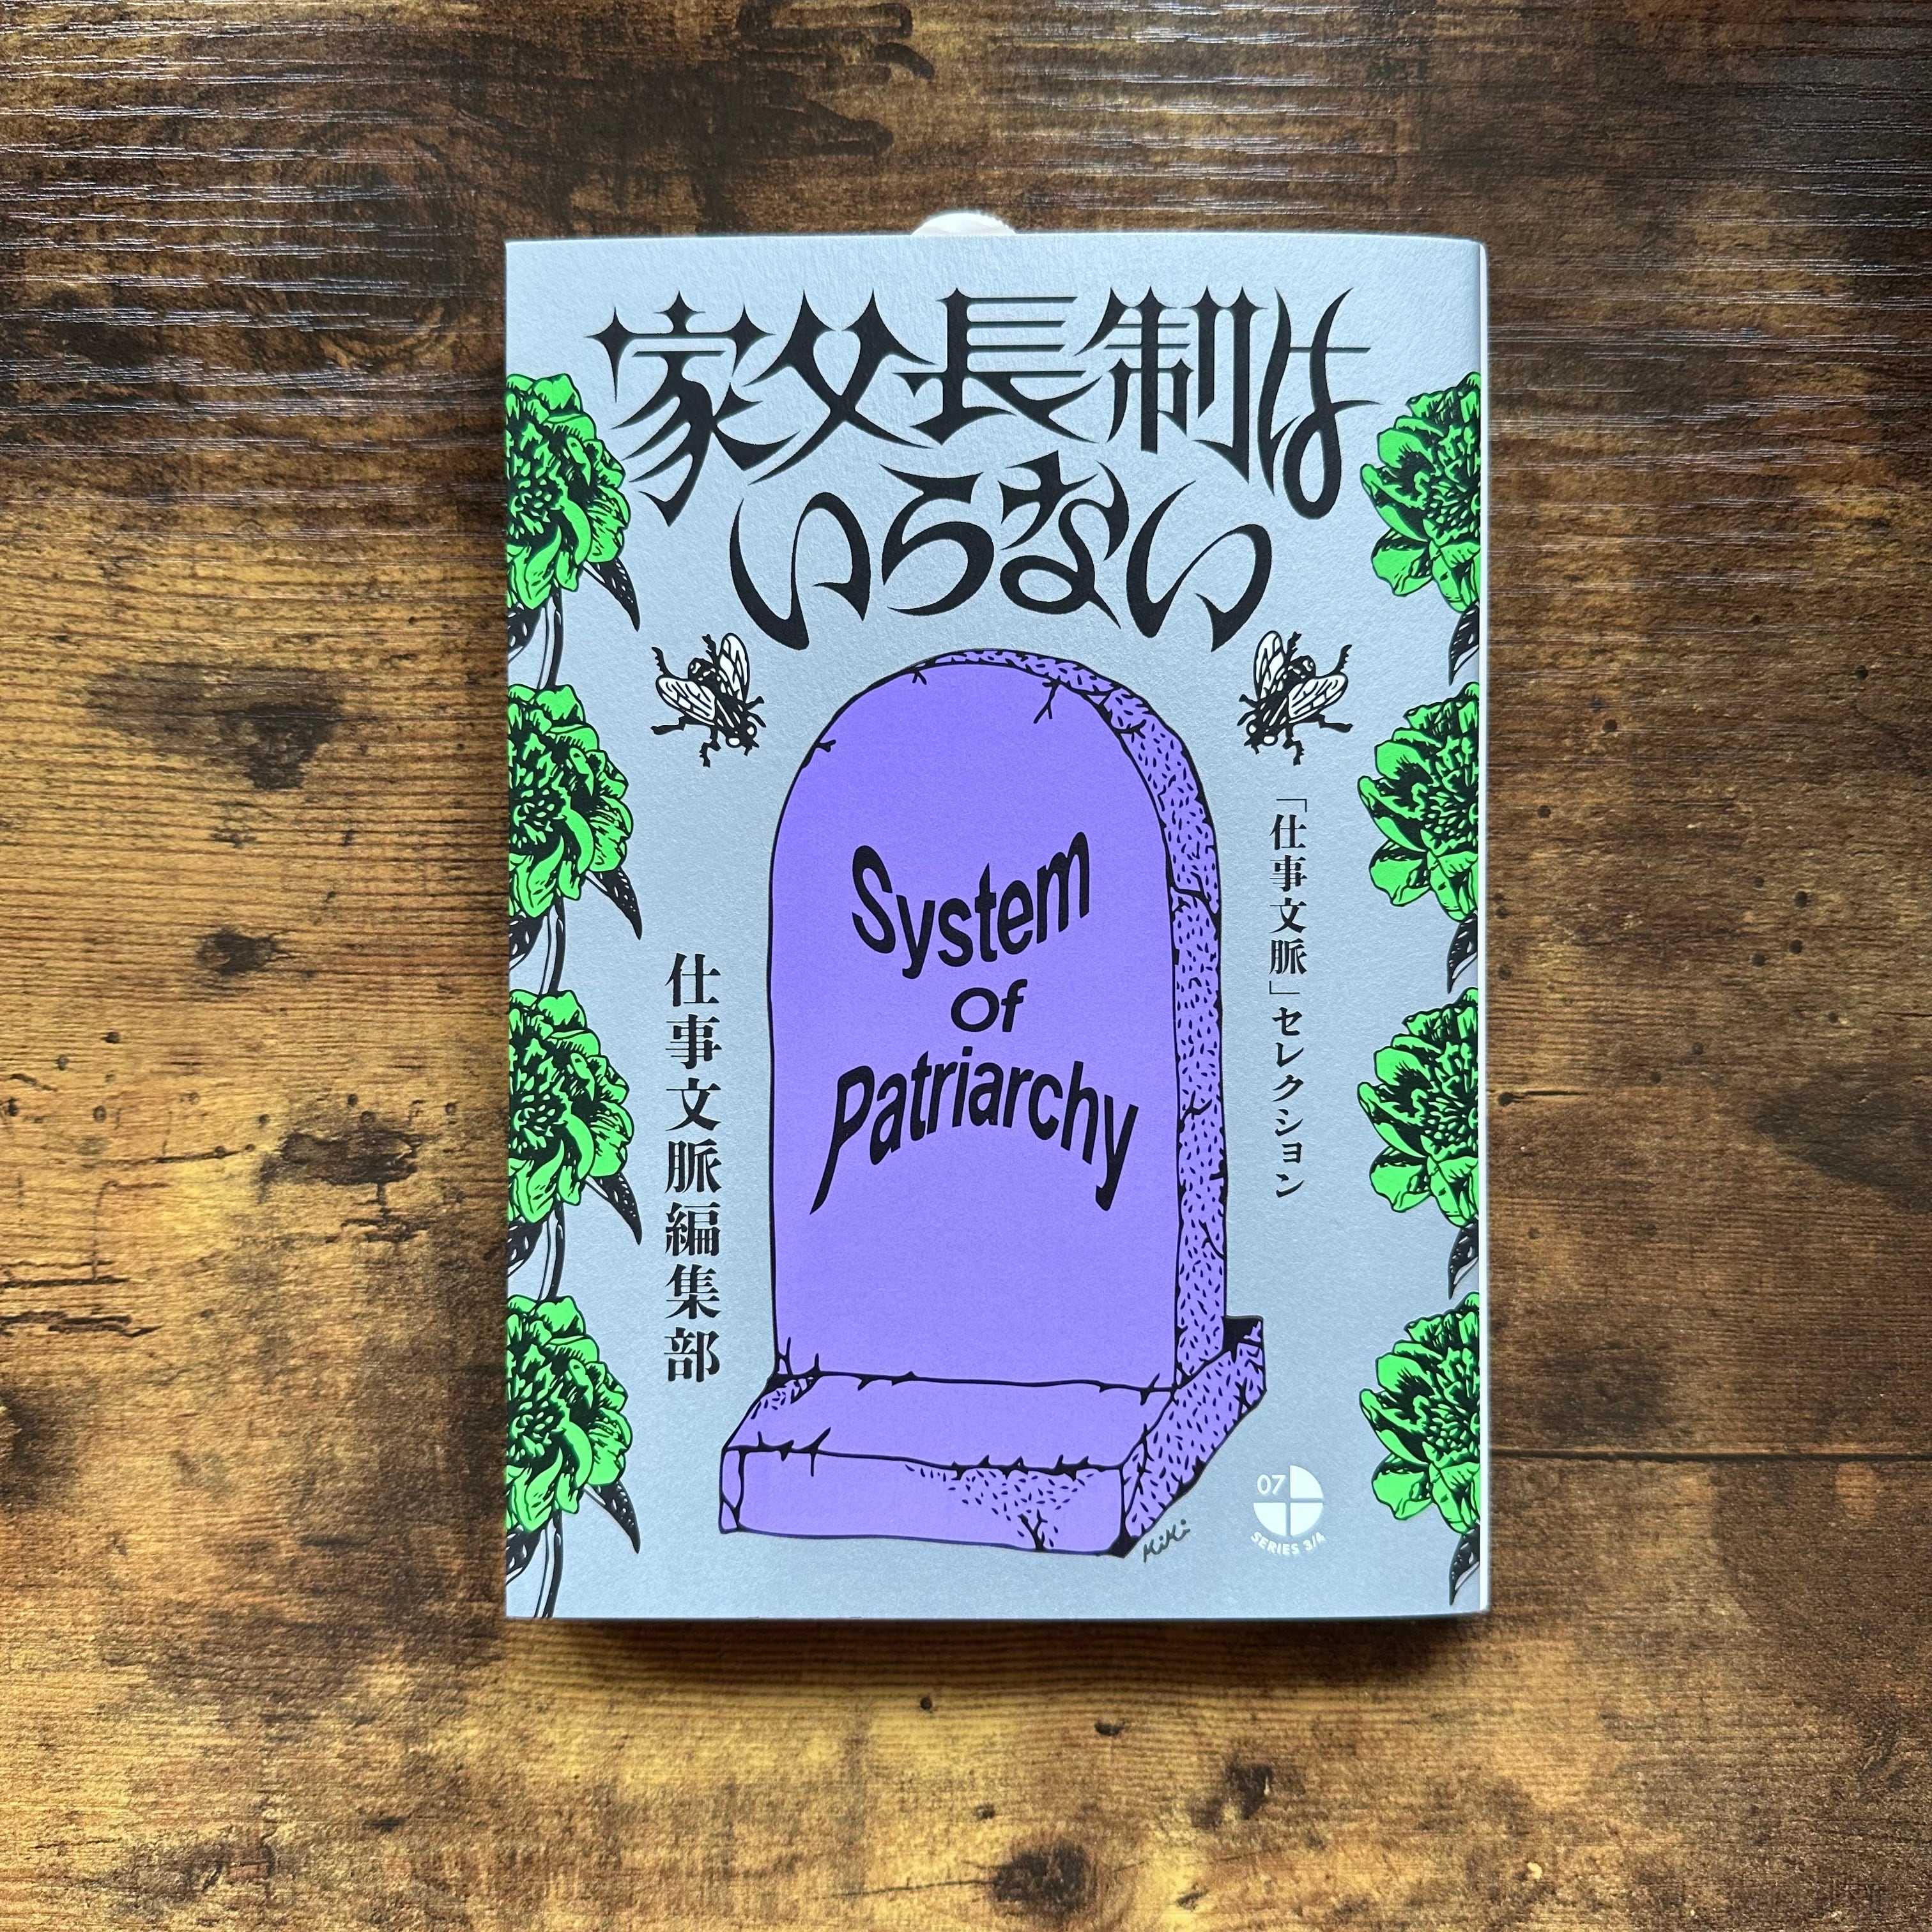 家父長制は
いらない
「仕事文脈」セレクション
System
Of
Patriarchy
仕事文脈編集部
07
SERIES 3/4
KiKi